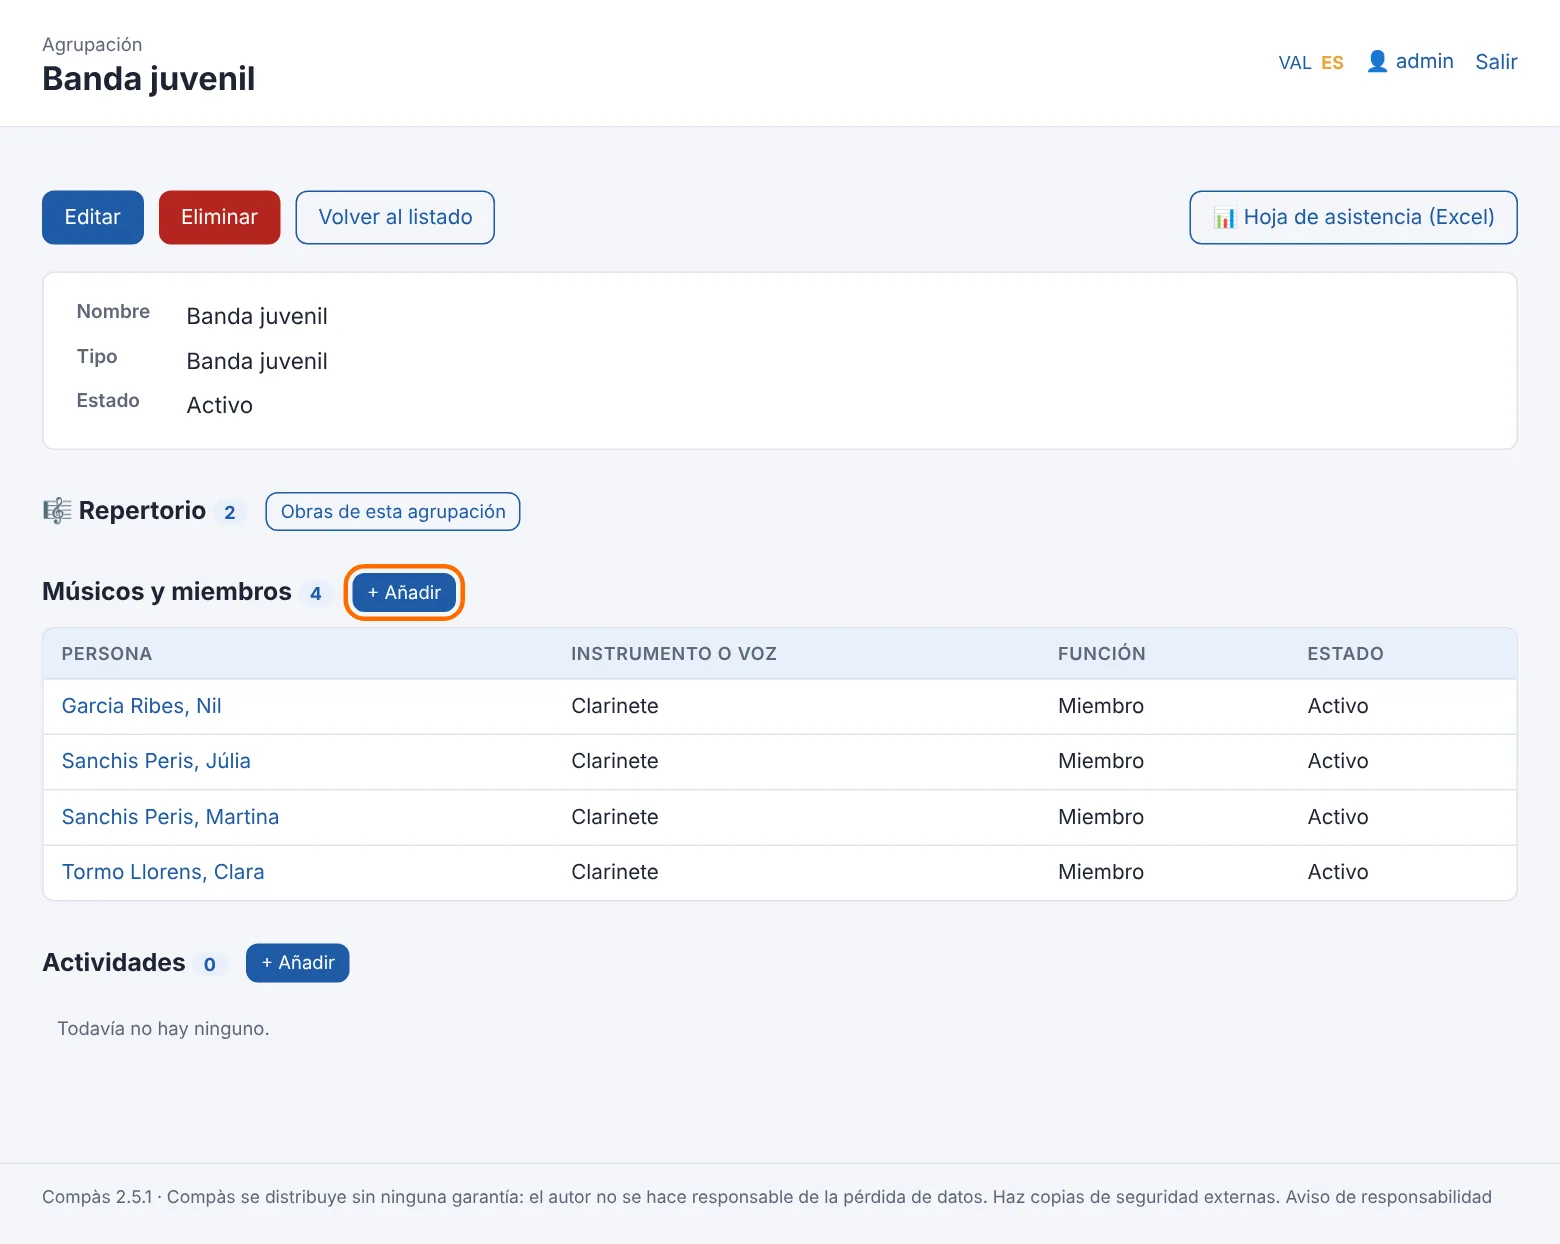 Agrupación
Banda juvenil
VAL ES admin Salir
Editar Eliminar Volver al listado Hoja de asistencia (Excel)
Nombre Banda juvenil
Tipo Banda juvenil
Estado Activo
Repertorio 2 Obras de esta agrupación
Músicos y miembros 4 + Añadir
PERSONA INSTRUMENTO O VOZ FUNCIÓN ESTADO
Garcia Ribes, Nil Clarinete Miembro Activo
Sanchis Peris, Júlia Clarinete Miembro Activo
Sanchis Peris, Martina Clarinete Miembro Activo
Tormo Llorens, Clara Clarinete Miembro Activo
Actividades 0 + Añadir
Todavía no hay ninguno.
Compàs 2.5.1 · Compàs se distribuye sin ninguna garantía: el autor no se hace responsable de la pérdida de datos. Haz copias de seguridad externas. Aviso de responsabilidad